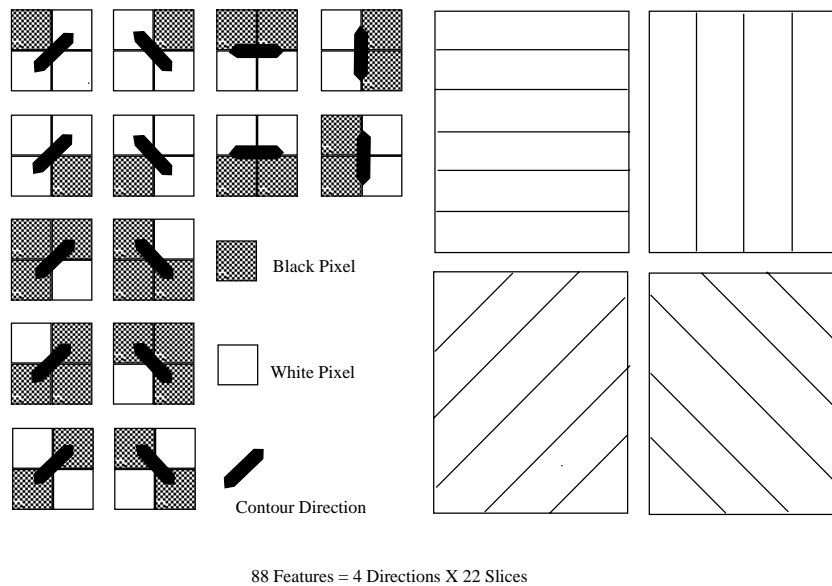 Black Pixel
White Pixel
Contour Direction
88 Features = 4 Directions X 22 Slices